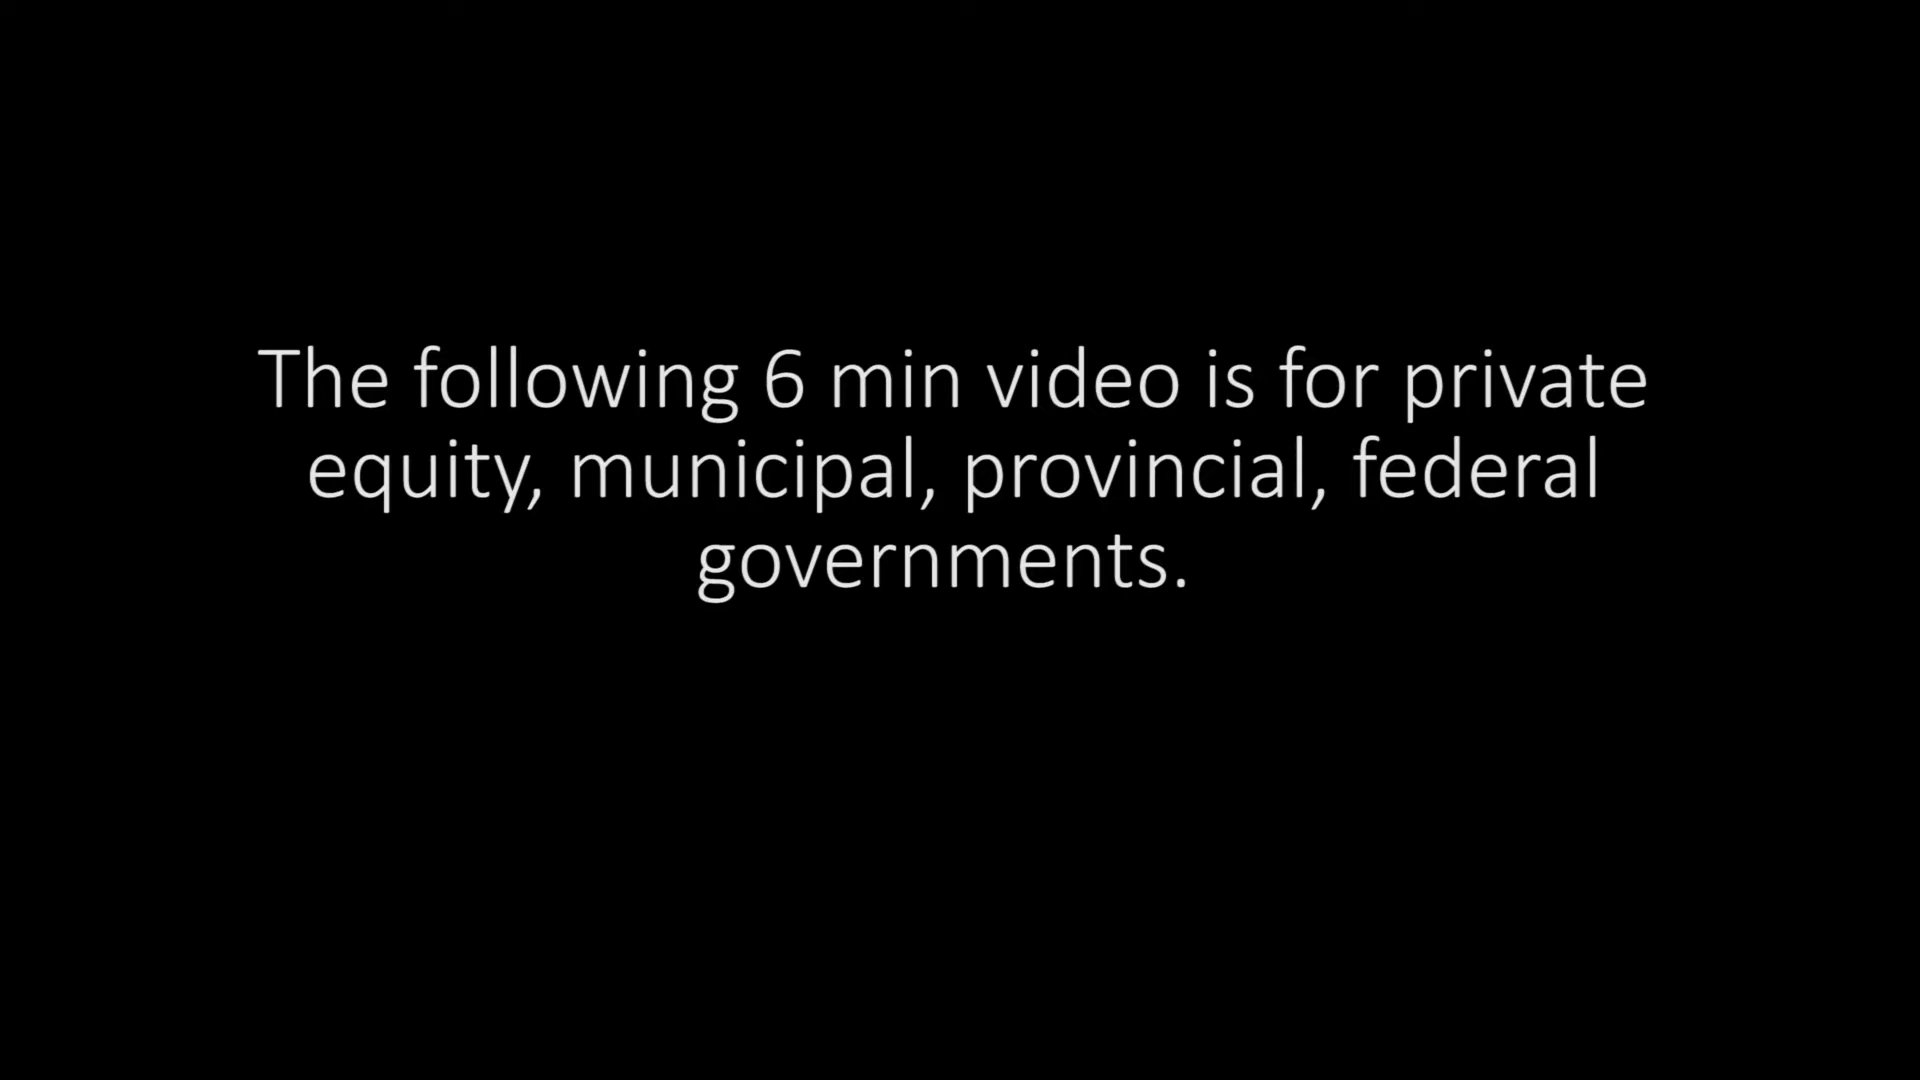 The following 6 min video is for private
equity, municipal, provincial, federal
governments.